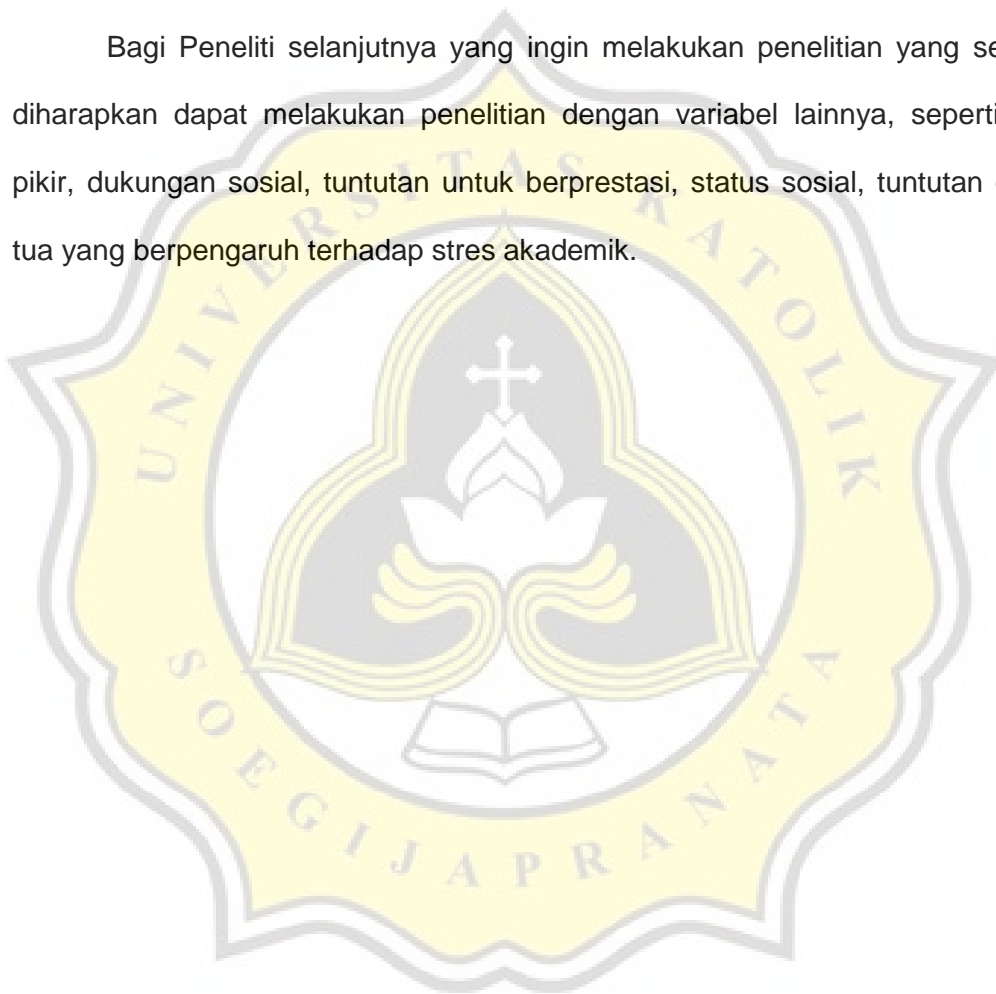 Bagi Peneliti selanjutnya yang ingin melakukan penelitian yang
diharapkan dapat melakukan penelitian dengan variabel lainnya, seperti
pikir, dukungan sosial, tuntutan untuk berprestasi, status sosial, tuntutan
tua yang berpengaruh terhadap stres akademik.
UNIVERSITAS KATOLIK
SOEGIJAPRANATA